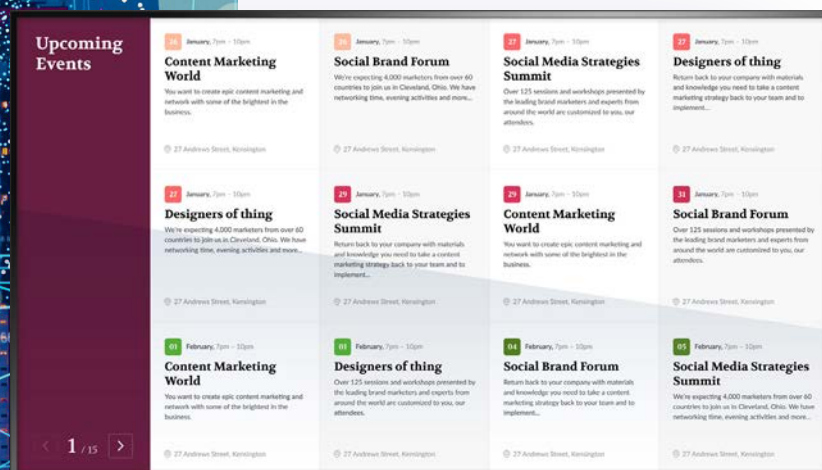 Upcoming
Events
26 January, 7pm - 10pm
Content Marketing
World
You want to create epic content marketing and
network with some of the brightest in the
business.
27 Andrews Street, Kensington
26 January, 7pm - 10pm
Social Brand Forum
We're expecting 4,000 marketers from over 60
countries to join us in Cleveland, Ohio. We have
networking time, evening activities and more...
27 Andrews Street, Kensington
27 January, 7pm - 10pm
Social Media Strategies
Summit
Over 125 sessions and workshops presented by
the leading brand marketers and experts from
around the world are customized to you, our
attendees.
27 Andrews Street, Kensington
27 January, 7pm - 10pm
Designers of thing
Return back to your company with materials
and knowledge you need to take a content
marketing strategy back to your team and to
implement...
27 Andrews Street, Kensington
27 January, 7pm - 10pm
Designers of thing
We're expecting 4,000 marketers from over 60
countries to join us in Cleveland, Ohio. We have
networking time, evening activities and more...
27 Andrews Street, Kensington
29 January, 7pm - 10pm
Social Media Strategies
Summit
Return back to your company with materials
and knowledge you need to take a content
marketing strategy back to your team and to
implement...
27 Andrews Street, Kensington
29 January, 7pm - 10pm
Content Marketing
World
You want to create epic content marketing and
network with some of the brightest in the
business.
27 Andrews Street, Kensington
31 January, 7pm - 10pm
Social Brand Forum
Over 125 sessions and workshops presented by
the leading brand marketers and experts from
around the world are customized to you, our
attendees.
27 Andrews Street, Kensington
01 February, 7pm - 10pm
Content Marketing
World
You want to create epic content marketing and
network with some of the brightest in the
business.
27 Andrews Street, Kensington
01 February, 7pm - 10pm
Designers of thing
Over 125 sessions and workshops presented by
the leading brand marketers and experts from
around the world are customized to you, our
attendees.
27 Andrews Street, Kensington
04 February, 7pm - 10pm
Social Brand Forum
Return back to your company with materials
and knowledge you need to take a content
marketing strategy back to your team and to
implement...
27 Andrews Street, Kensington
05 February, 7pm - 10pm
Social Media Strategies
Summit
We're expecting 4,000 marketers from over 60
countries to join us in Cleveland, Ohio. We have
networking time, evening activities and more...
27 Andrews Street, Kensington
< 1 / 15 >